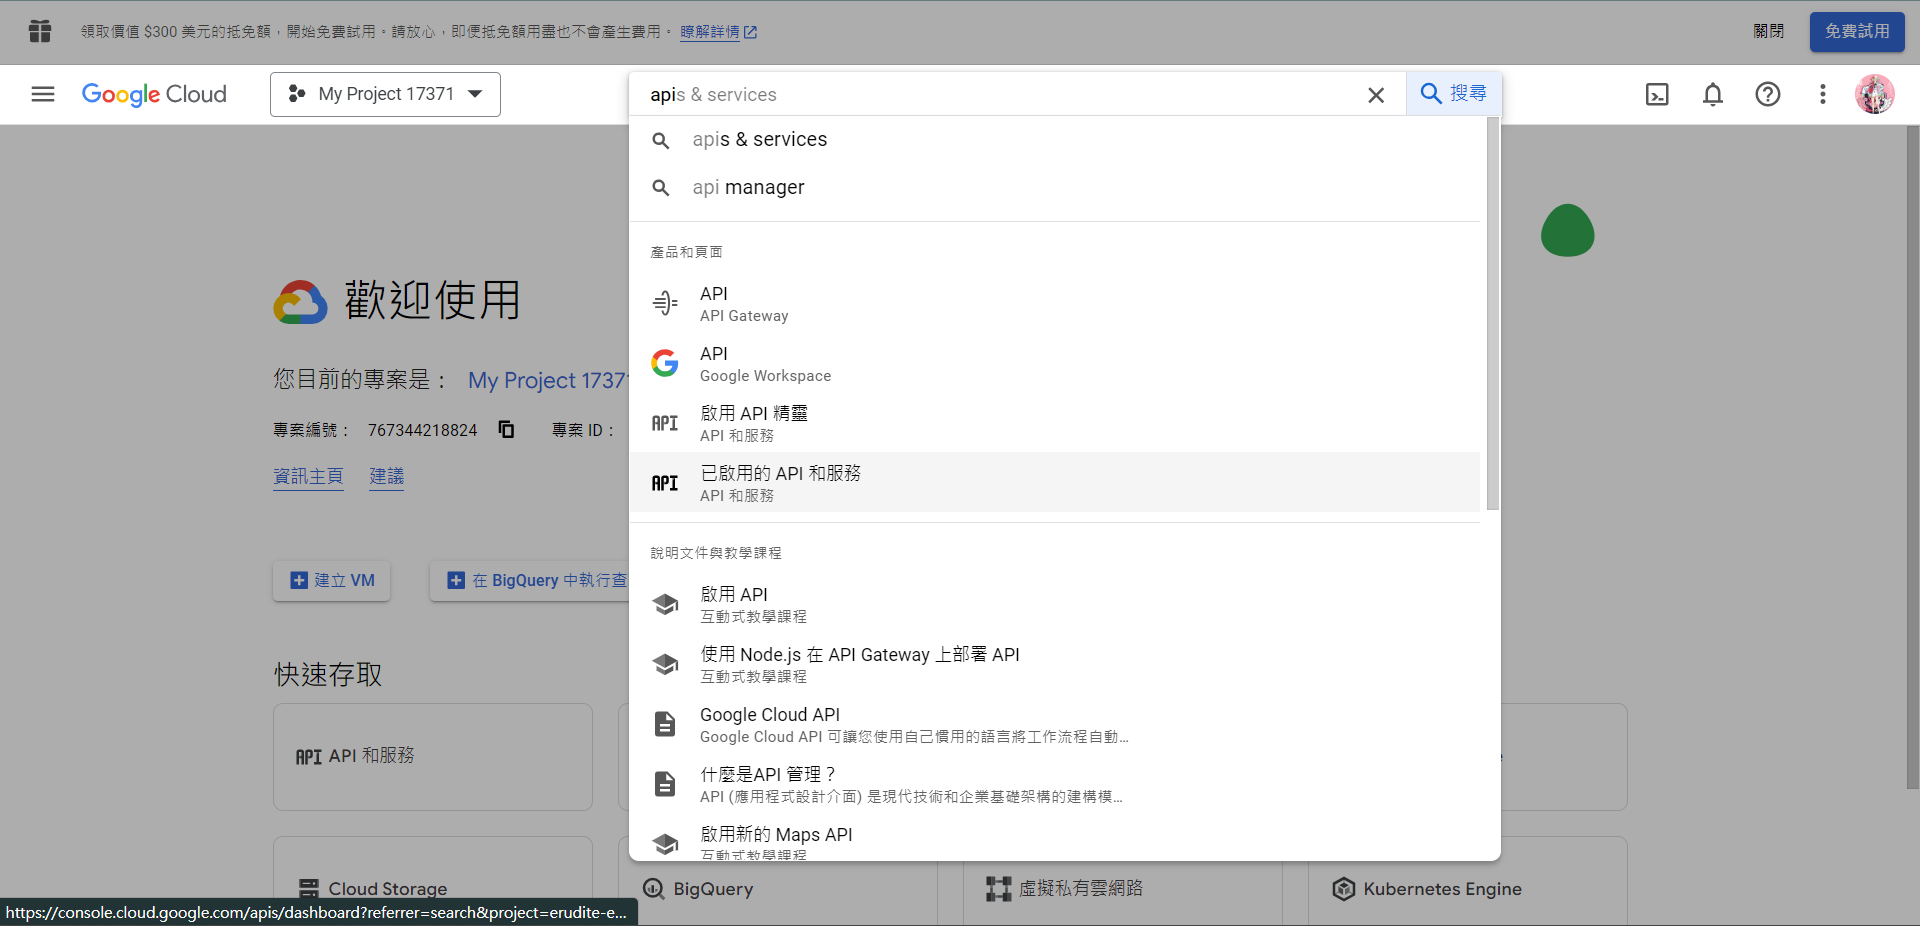 領取價值 $300 美元的抵免額，開始免費試用。請放心，即便抵免額用盡也不會產生費用。 瞭解詳情
關閉
免費試用
Google Cloud
My Project 17371
apis & services
搜尋
apis & services
api manager
產品和頁面
API
API Gateway
API
Google Workspace
啟用 API 精靈
API 和服務
已啟用的 API 和服務
API 和服務
說明文件與教學課程
啟用 API
互動式教學課程
使用 Node.js 在 API Gateway 上部署 API
互動式教學課程
Google Cloud API
Google Cloud API 可讓您使用自己慣用的語言將工作流程自動...
什麼是API 管理？
API (應用程式設計介面) 是現代技術和企業基礎架構的建構模...
啟用新的 Maps API
互動式教學課程
歡迎使用
您目前的專案是： My Project 1737
專案編號： 767344218824 專案 ID：
資訊主頁 建議
建立 VM
在 BigQuery 中執行查
快速存取
API API 和服務
Cloud Storage
BigQuery
虛擬私有雲網路
Kubernetes Engine
https://console.cloud.google.com/apis/dashboard?referrer=search&project=erudite-e...